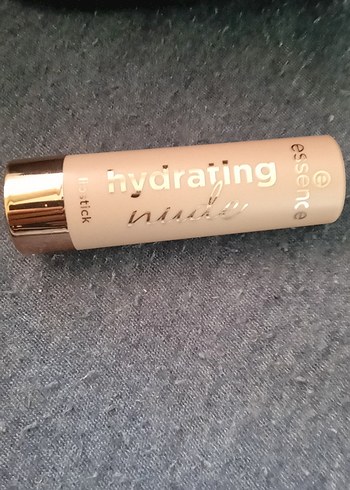 hydrating
nude
lipstick
essence
e